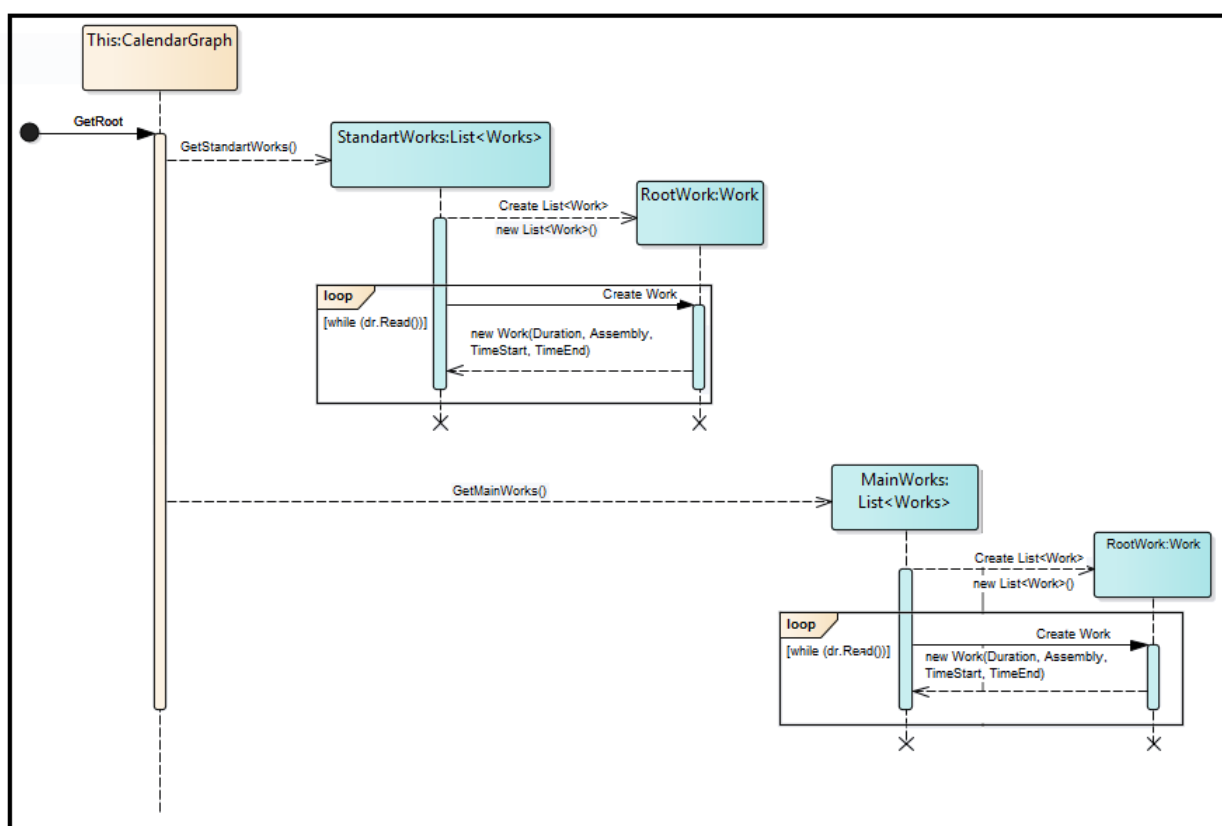 This:CalendarGraph
GetRoot
GetStandartWorks()
StandartWorks:List<Works>
Create List<Work>
new List<Work>()
RootWork:Work
loop
[while (dr.Read())]
Create Work
new Work(Duration, Assembly,
TimeStart, TimeEnd)
GetMainWorks()
MainWorks:
List<Works>
Create List<Work>
new List<Work>()
RootWork:Work
loop
[while (dr.Read())]
Create Work
new Work(Duration, Assembly,
TimeStart, TimeEnd)